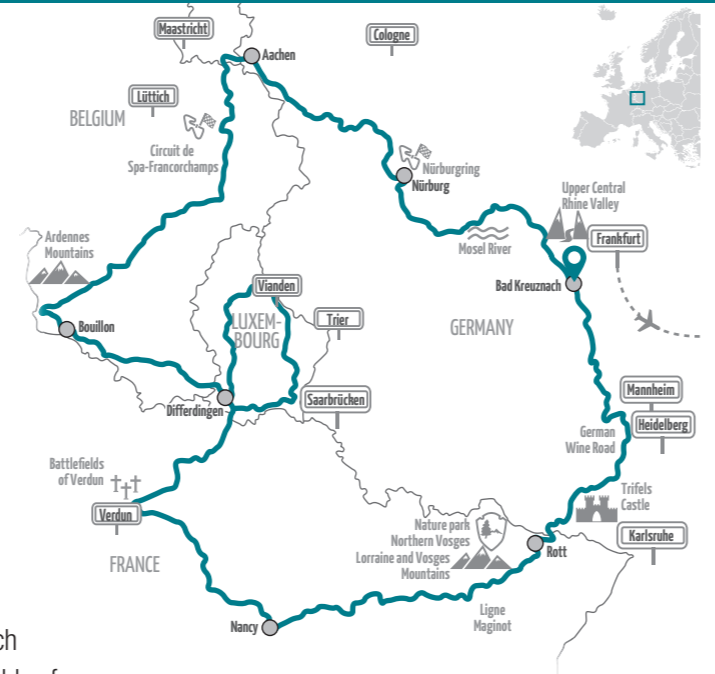 Maastricht
Cologne
Aachen
Lüttich
BELGIUM
Circuit de
Spa-Francorchamps
Nürburgring
Nürburg
Upper Central
Rhine Valley
Frankfurt
Mosel River
Ardennes
Mountains
Bad Kreuznach
Vianden
LUXEM-
BOURG
Trier
GERMANY
Bouillon
Differdingen
Saarbrücken
Mannheim
Heidelberg
German
Wine Road
Battlefields
of Verdun
Verdun
Trifels
Castle
Nature park
Northern Vosges
Lorraine and Vosges
Mountains
Rott
Karlsruhe
FRANCE
Ligne
Maginot
Nancy
ch